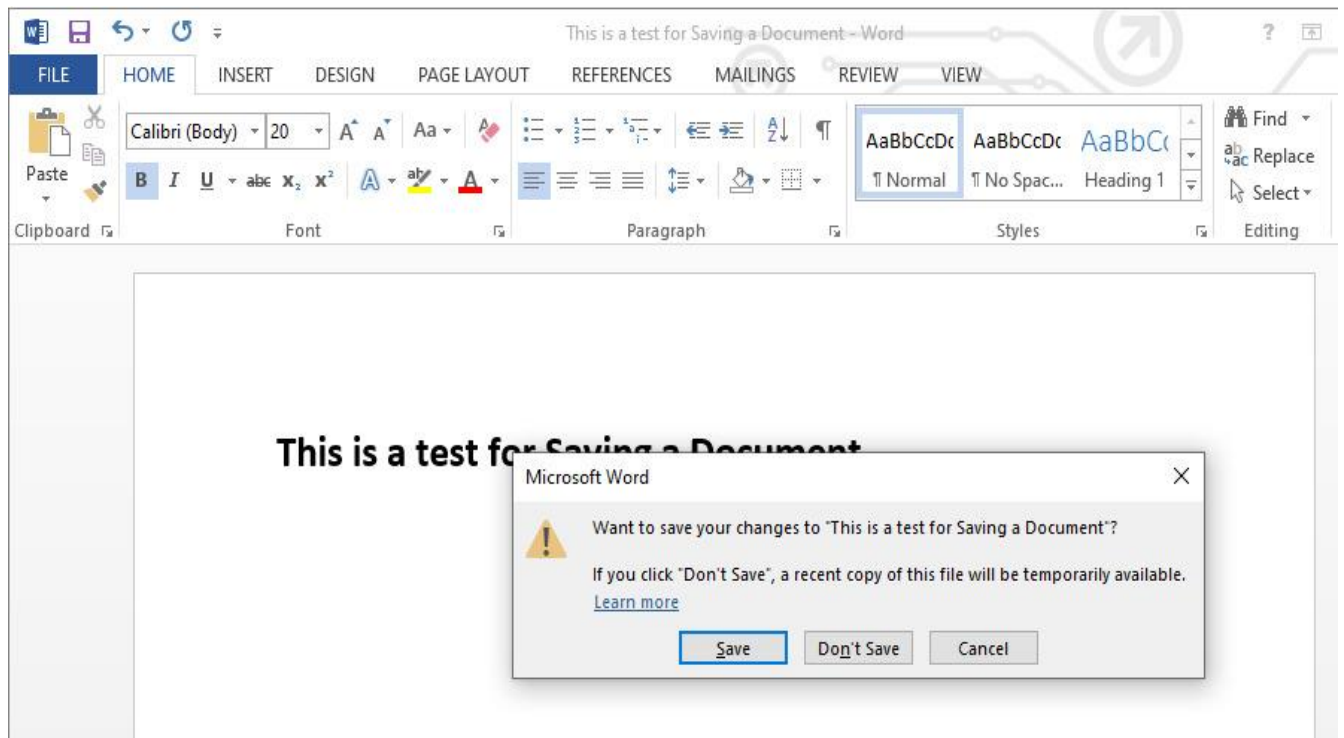 This is a test for Saving a Document - Word
?
FILE HOME INSERT DESIGN PAGE LAYOUT REFERENCES MAILINGS REVIEW VIEW
Calibri (Body) 20 A A Aa
AaBbCcDc AaBbCcDc AaBbC
Find
Replace
Paste
B I U abc X₂ X² A A
¶ Normal ¶ No Spac... Heading 1
Select
Clipboard Font Paragraph Styles Editing
This is a test for Saving a Document
Microsoft Word
Want to save your changes to "This is a test for Saving a Document"?
If you click "Don't Save", a recent copy of this file will be temporarily available.
Learn more
Save Don't Save Cancel